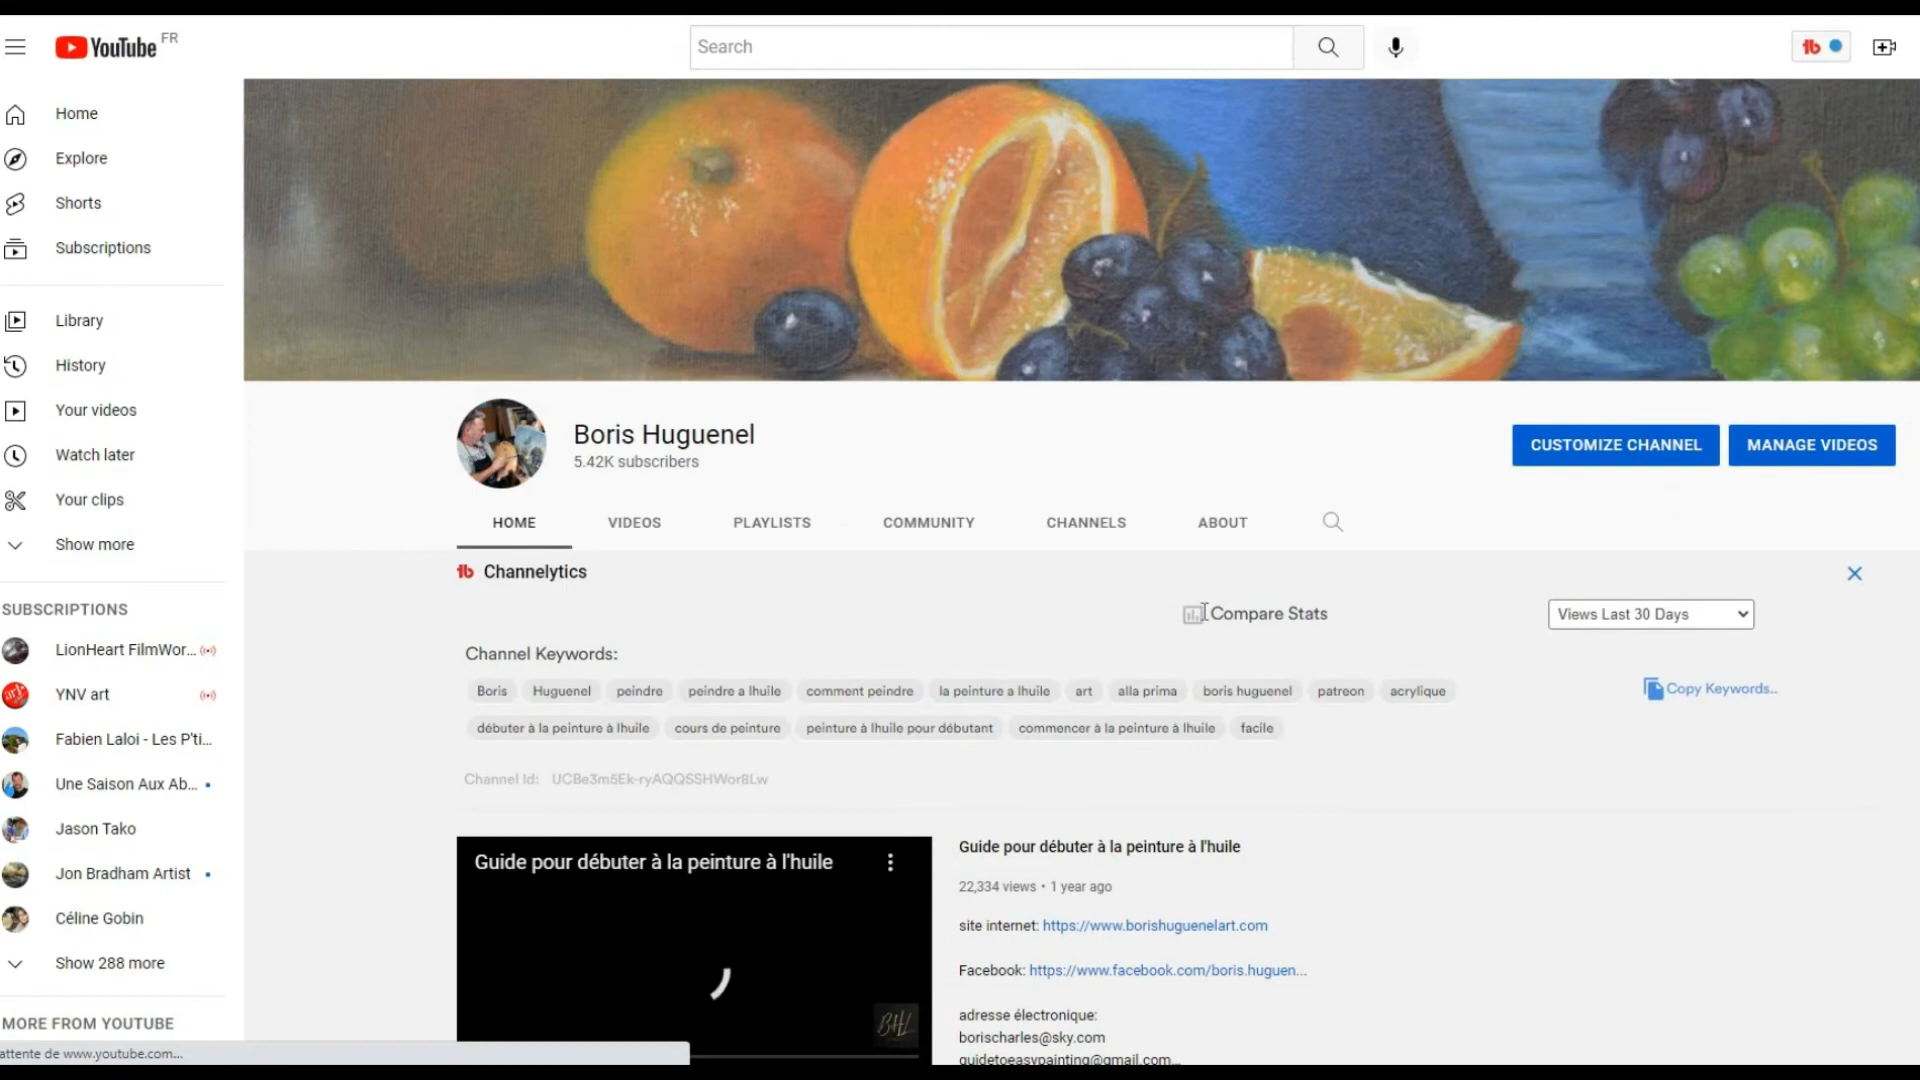 YouTube FR
Search
Home
Explore
Shorts
Subscriptions
Library
History
Your videos
Watch later
Your clips
Show more
SUBSCRIPTIONS
LionHeart FilmWor...
YNV art
Fabien Laloi - Les P'ti...
Une Saison Aux Ab...
Jason Tako
Jon Bradham Artist
Céline Gobin
Show 288 more
MORE FROM YOUTUBE
attente de www.youtube.com...
Boris Huguenel
5.42K subscribers
CUSTOMIZE CHANNEL
MANAGE VIDEOS
HOME VIDEOS PLAYLISTS COMMUNITY CHANNELS ABOUT
Channelytics
Compare Stats
Views Last 30 Days
Channel Keywords:
Boris Huguenel peindre peindre a lhuile comment peindre la peinture a lhuile art alla prima boris huguenel patreon acrylique
Copy Keywords..
débuter à la peinture à lhuile cours de peinture peinture à lhuile pour débutant commencer à la peinture à lhuile facile
Channel Id: UCBe3m5Ek-ryAQQSSHWor8Lw
Guide pour débuter à la peinture à l'huile
Guide pour débuter à la peinture à l'huile
22,334 views • 1 year ago
site internet: https://www.borishuguenelart.com
Facebook: https://www.facebook.com/boris.huguen...
adresse électronique:
borischarles@sky.com
guidetoeasypainting@gmail.com...